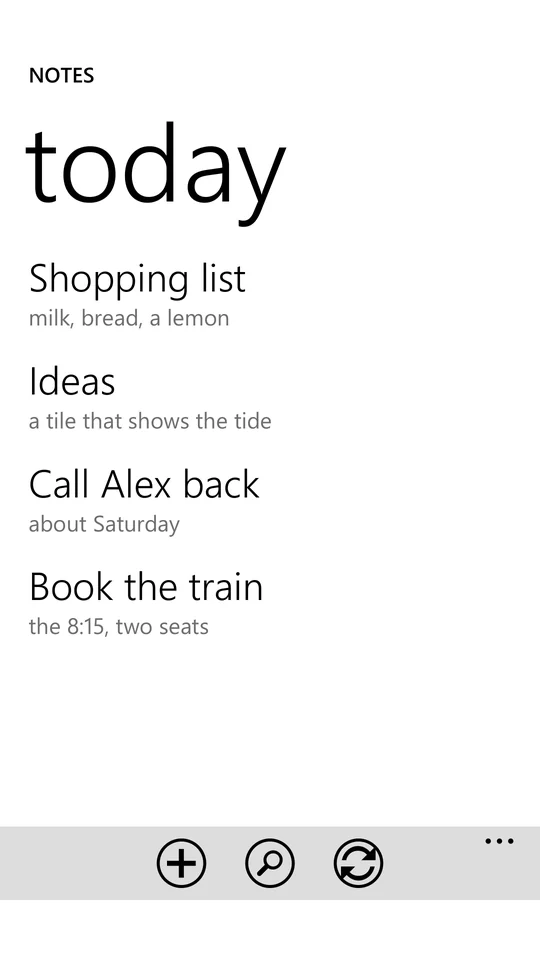 NOTES
today
Shopping list
milk, bread, a lemon
Ideas
a tile that shows the tide
Call Alex back
about Saturday
Book the train
the 8:15, two seats